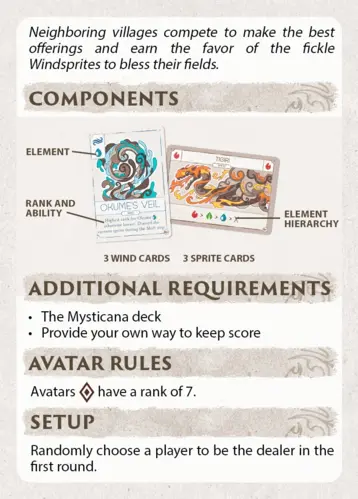 Neighboring villages compete to make the best
offerings and earn the favor of the fickle
Windsprites to bless their fields.
COMPONENTS
ELEMENT
RANK AND
ABILITY
OKUME'S VEIL
TIGRI
ELEMENT
HIERARCHY
3 WIND CARDS 3 SPRITE CARDS
ADDITIONAL REQUIREMENTS
• The Mysticana deck
• Provide your own way to keep score
AVATAR RULES
Avatars have a rank of 7.
SETUP
Randomly choose a player to be the dealer in the
first round.